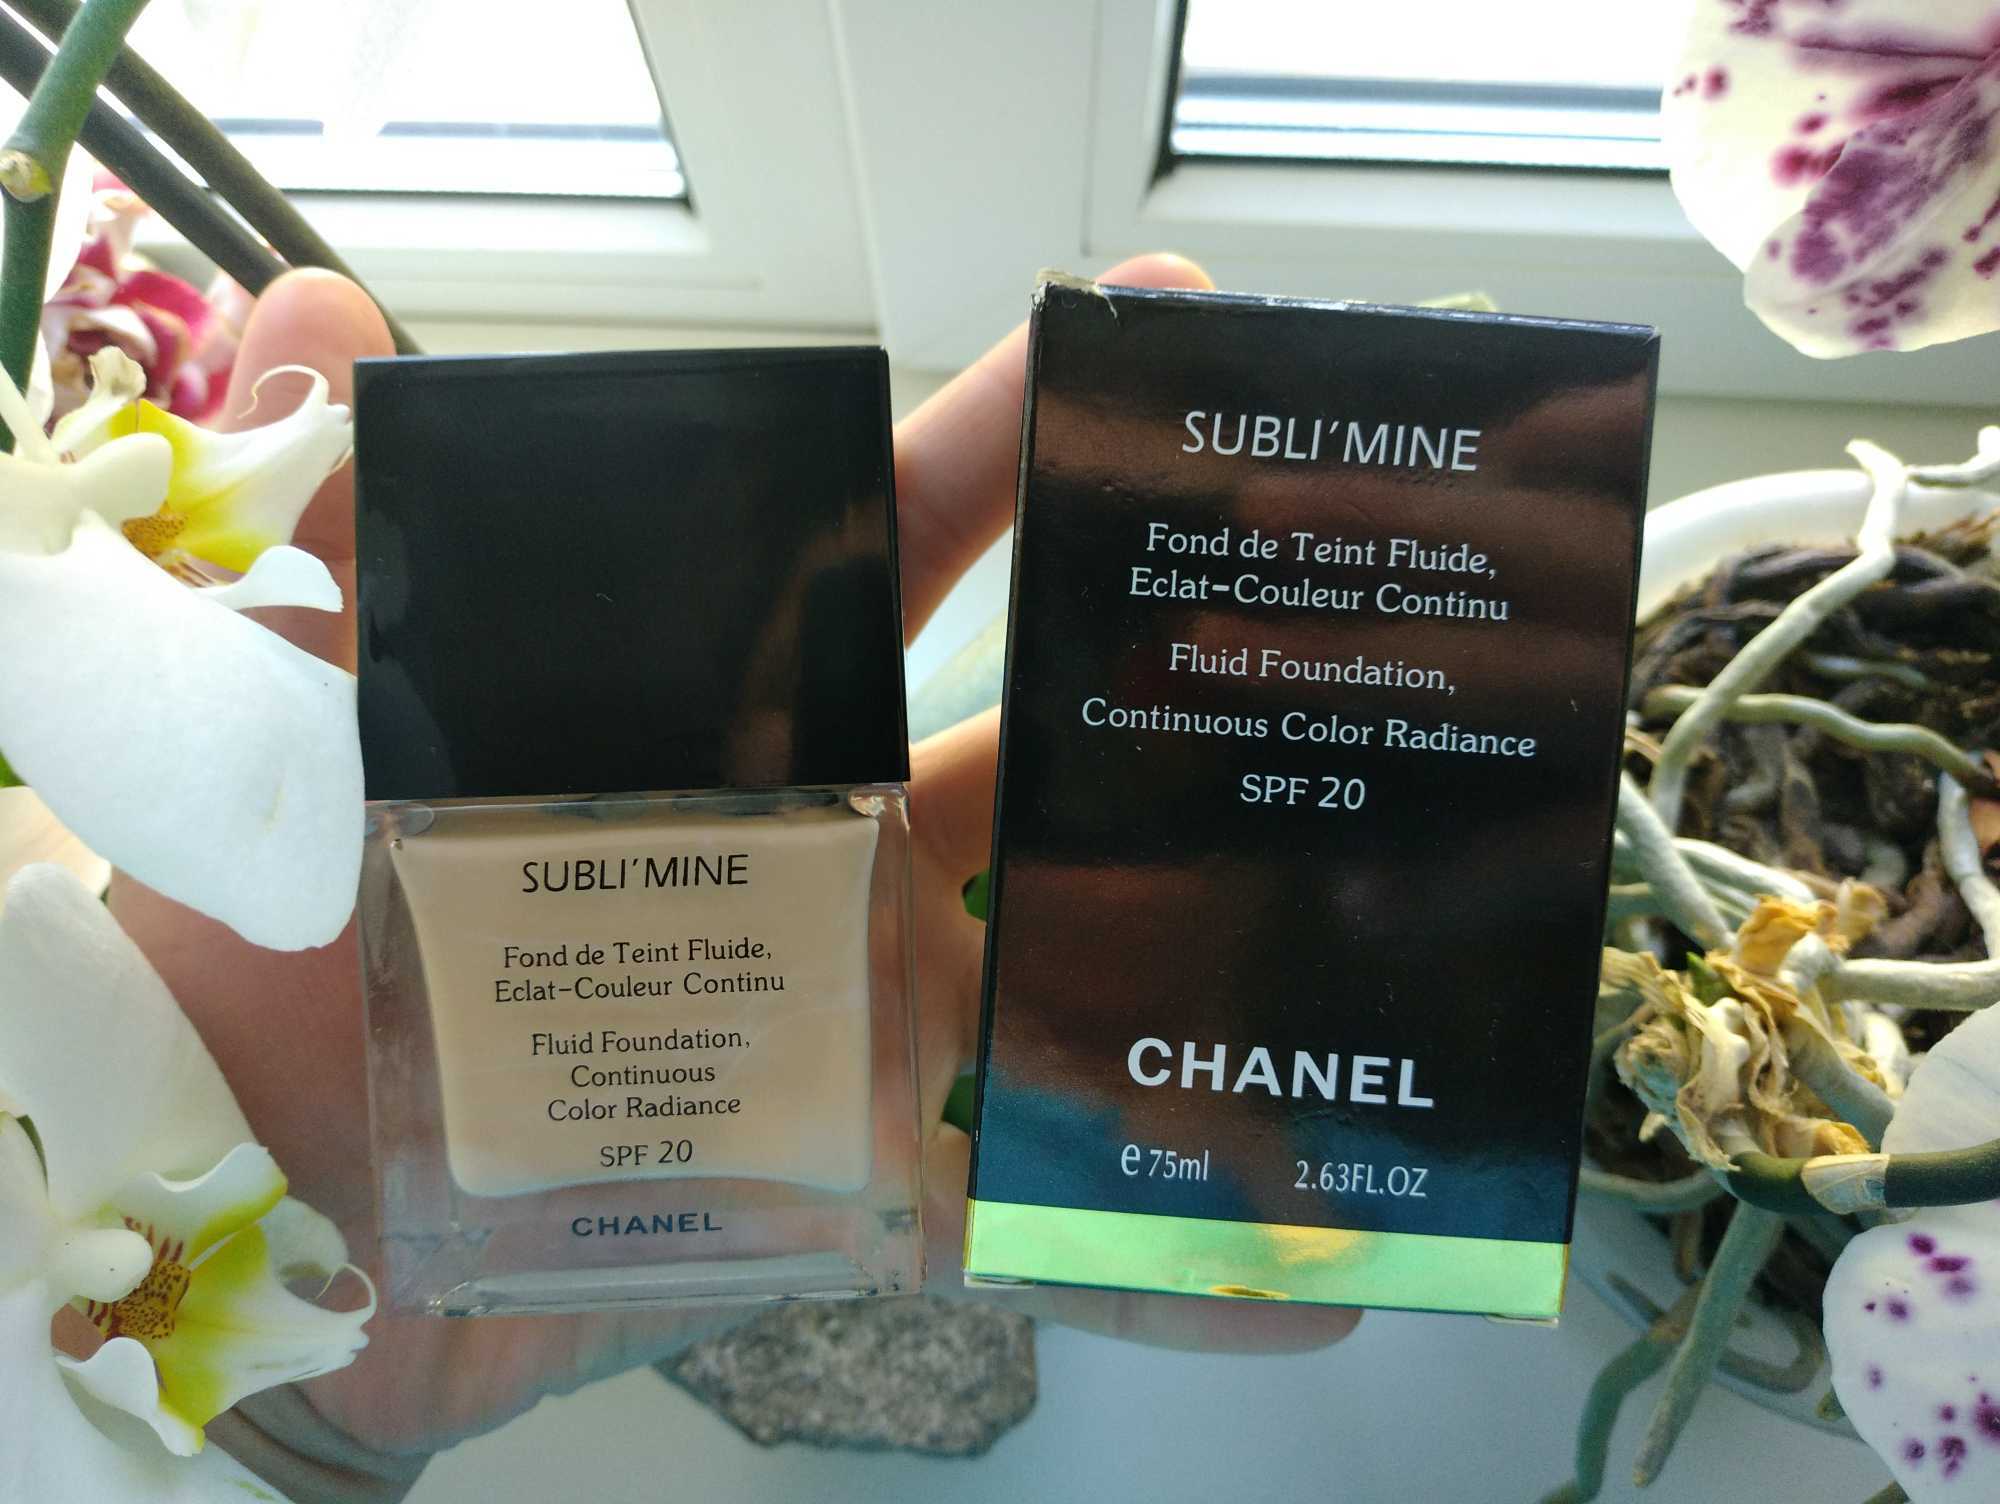 SUBLI'MINE
Fond de Teint Fluide,
Eclat-Couleur Continu
Fluid Foundation,
Continuous
Color Radiance
SPF 20
CHANEL
SUBLI'MINE
Fond de Teint Fluide,
Eclat-Couleur Continu
Fluid Foundation,
Continuous Color Radiance
SPF 20
CHANEL
e 75ml 2.63FL.OZ